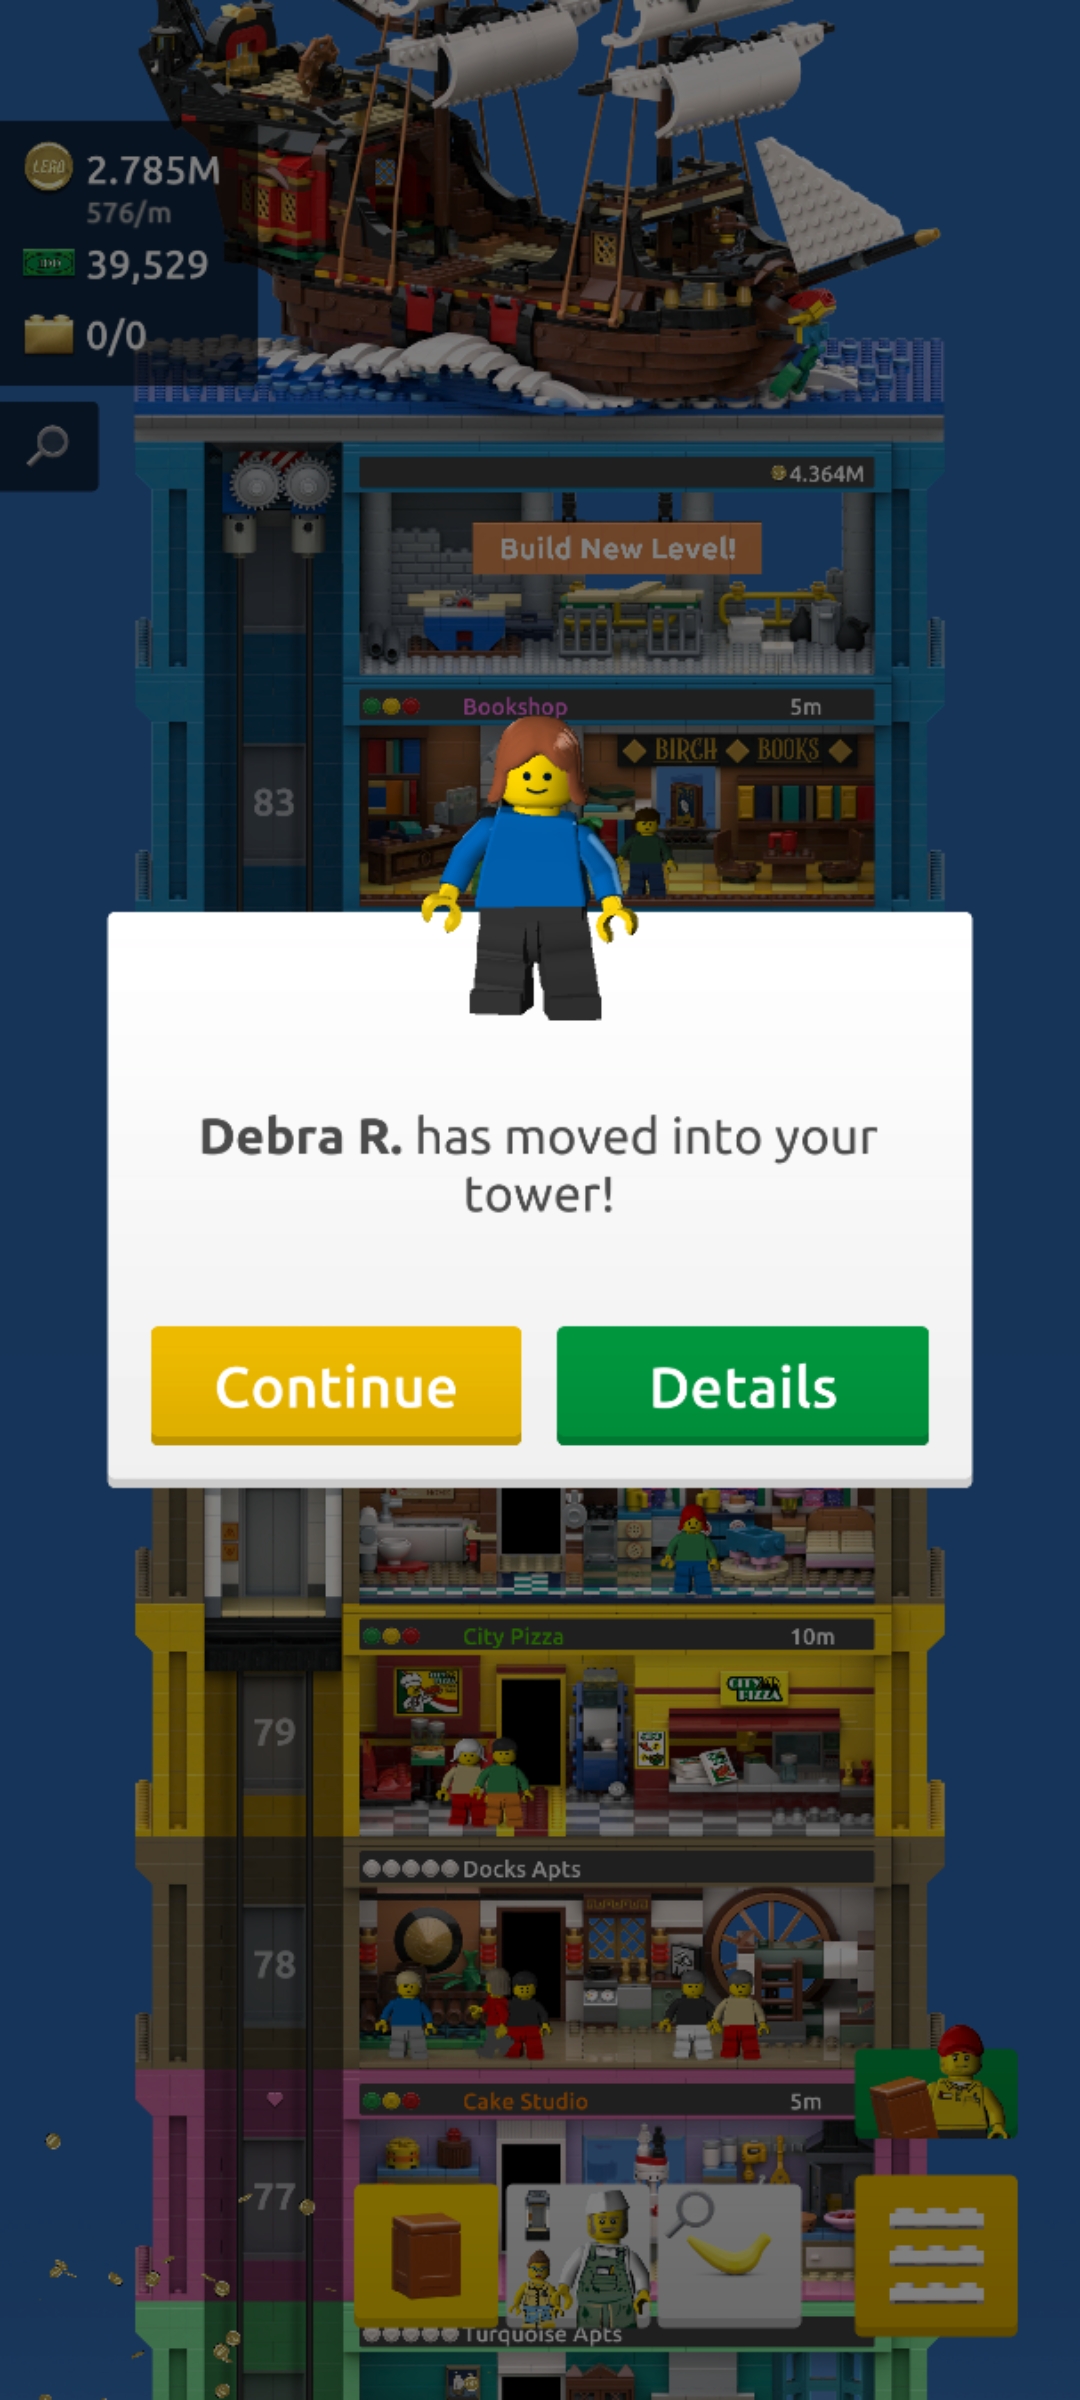 LEGO
2.785M
576/m
39,529
0/0
4.364M
Build New Level!
Bookshop
5m
BIRCH BOOKS
83
Debra R. has moved into your
tower!
Continue
Details
City Pizza
10m
CITY
PIZZA
79
Docks Apts
78
Cake Studio
5m
77
Turquoise Apts